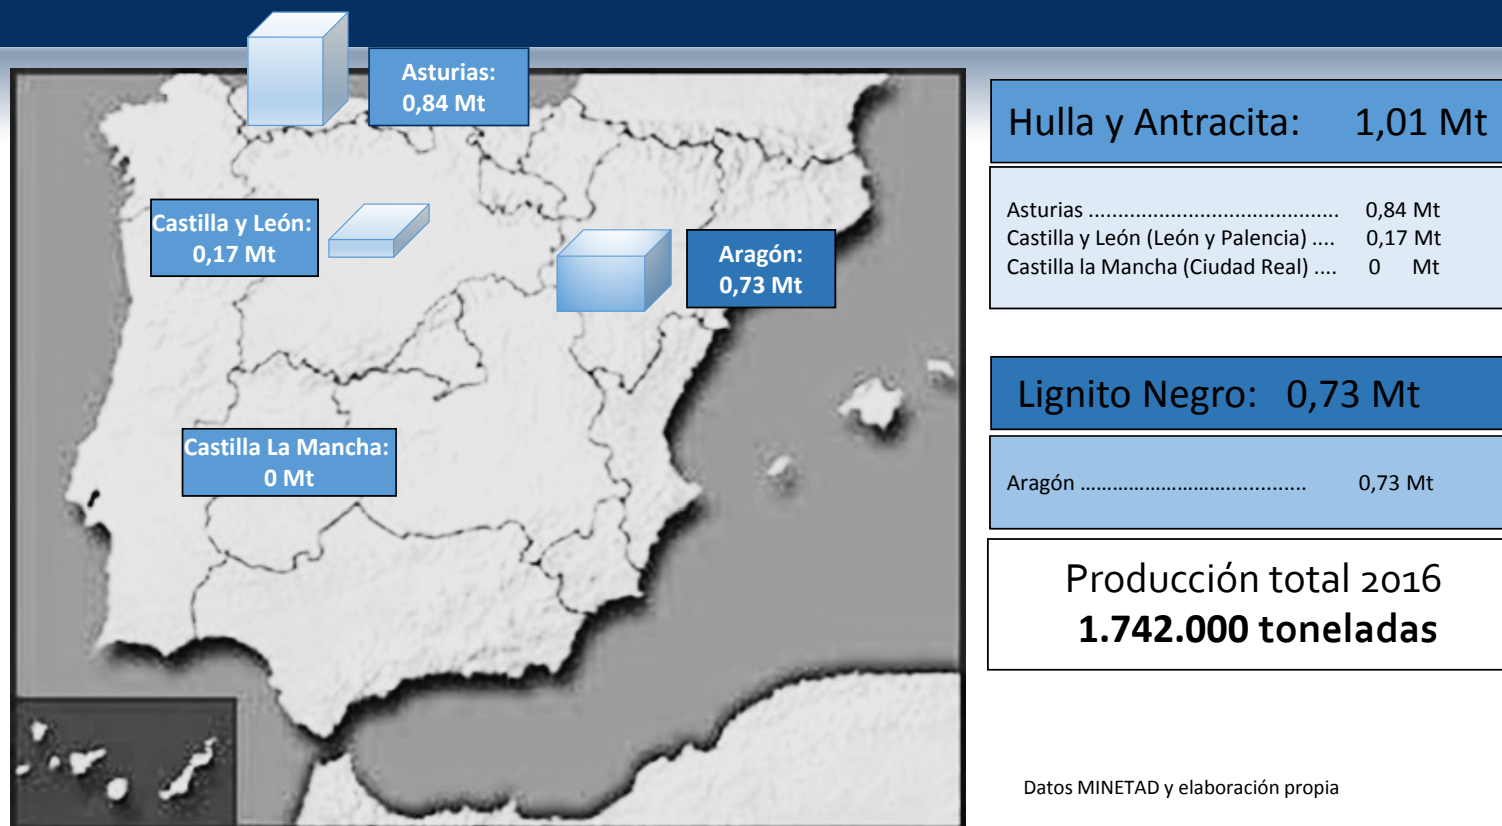 Asturias:
0,84 Mt
Castilla y León:
0,17 Mt
Aragón:
0,73 Mt
Castilla La Mancha:
0 Mt
Hulla y Antracita: 1,01 Mt
Asturias ........................................... 0,84 Mt
Castilla y León (León y Palencia) .... 0,17 Mt
Castilla la Mancha (Ciudad Real) .... 0 Mt
Lignito Negro: 0,73 Mt
Aragón ....................................... 0,73 Mt
Producción total 2016
1.742.000 toneladas
Datos MINETAD y elaboración propia